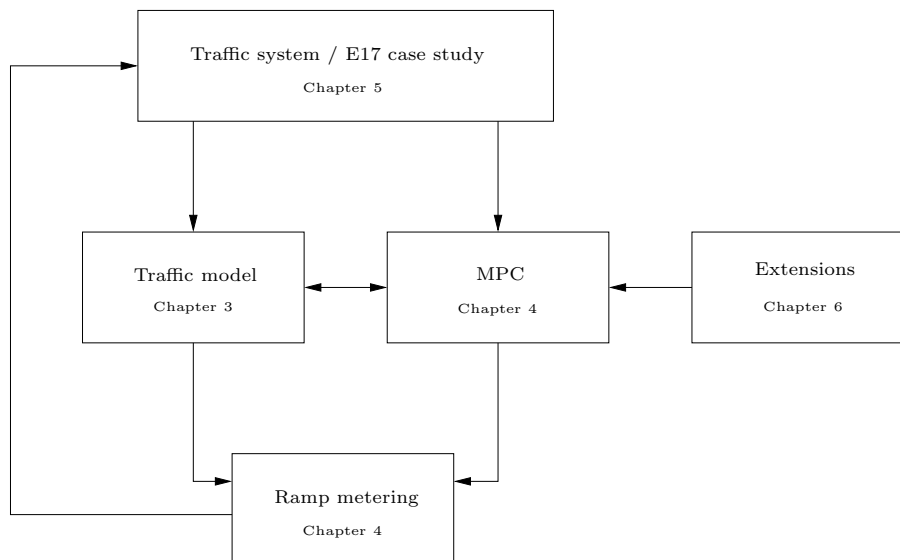 Traffic system / E17 case study
Chapter 5
Traffic model
Chapter 3
MPC
Chapter 4
Extensions
Chapter 6
Ramp metering
Chapter 4